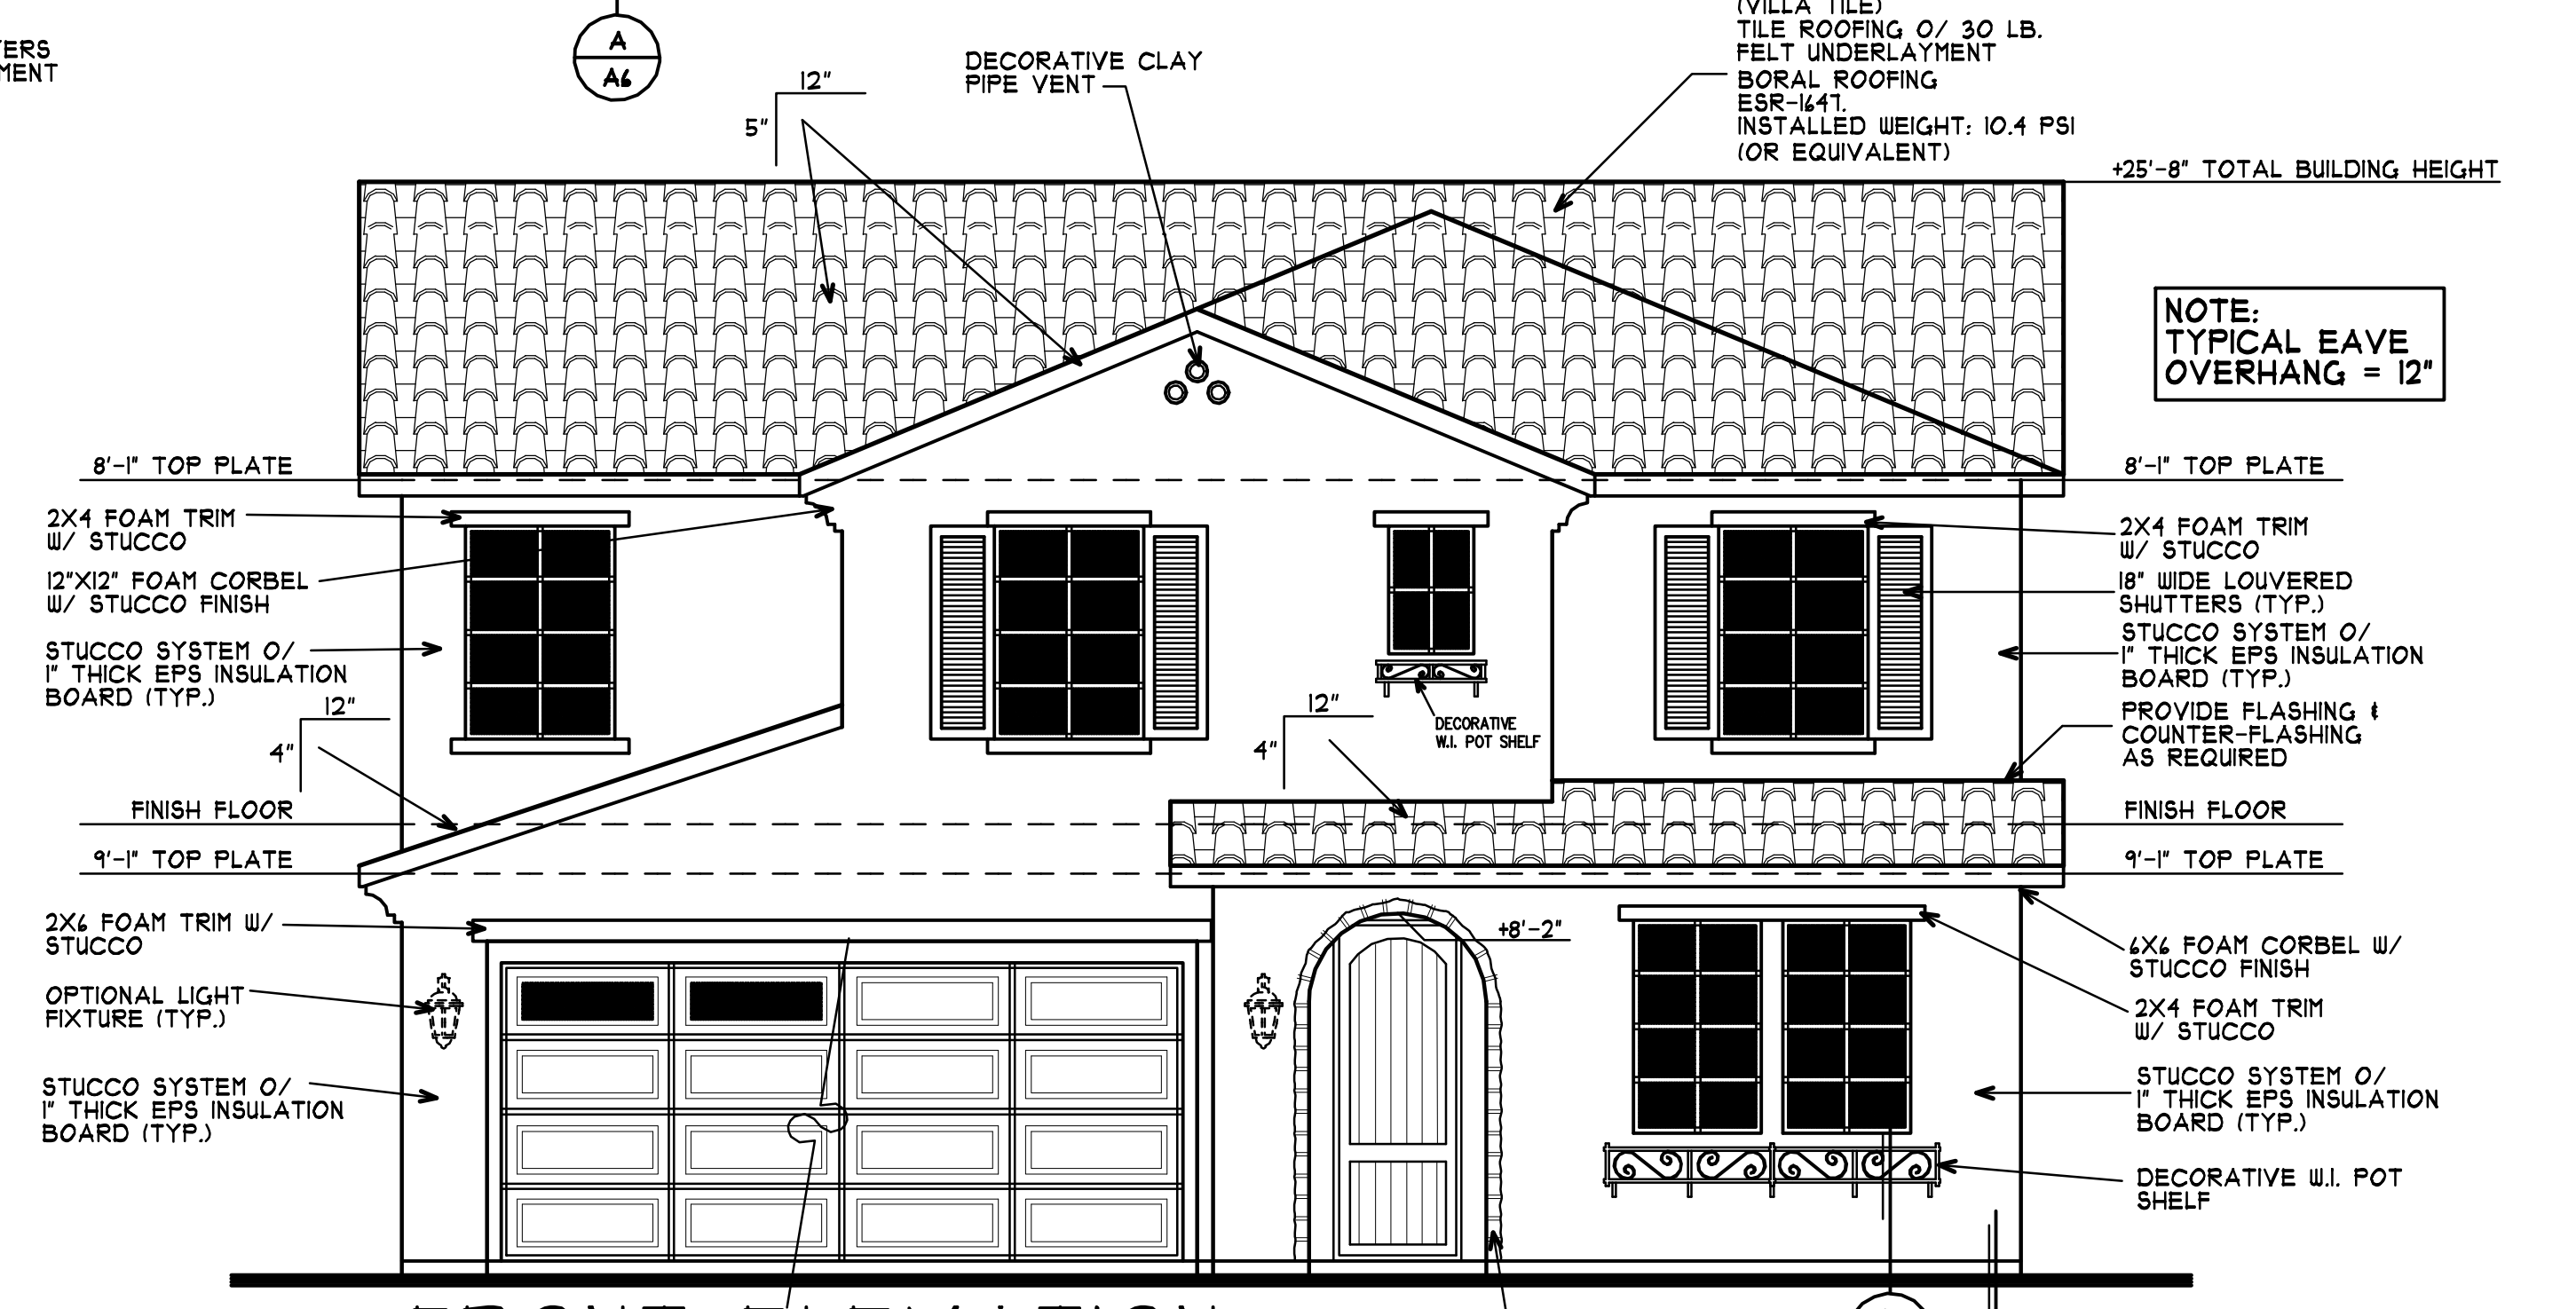 TERS
MENT
A
A6
12"
5"
DECORATIVE CLAY
PIPE VENT
(VILLA TILE)
TILE ROOFING O/ 30 LB.
FELT UNDERLAYMENT
BORAL ROOFING
ESR-1647.
INSTALLED WEIGHT: 10.4 PSI
(OR EQUIVALENT)
+25'-8" TOTAL BUILDING HEIGHT
NOTE:
TYPICAL EAVE
OVERHANG = 12"
8'-1" TOP PLATE
2X4 FOAM TRIM
W/ STUCCO
12"X12" FOAM CORBEL
W/ STUCCO FINISH
STUCCO SYSTEM O/
1" THICK EPS INSULATION
BOARD (TYP.)
12"
4"
FINISH FLOOR
9'-1" TOP PLATE
2X6 FOAM TRIM W/
STUCCO
OPTIONAL LIGHT
FIXTURE (TYP.)
STUCCO SYSTEM O/
1" THICK EPS INSULATION
BOARD (TYP.)
DECORATIVE
W.I. POT SHELF
12"
4"
+8'-2"
8'-1" TOP PLATE
2X4 FOAM TRIM
W/ STUCCO
18" WIDE LOUVERED
SHUTTERS (TYP.)
STUCCO SYSTEM O/
1" THICK EPS INSULATION
BOARD (TYP.)
PROVIDE FLASHING &
COUNTER-FLASHING
AS REQUIRED
FINISH FLOOR
9'-1" TOP PLATE
6X6 FOAM CORBEL W/
STUCCO FINISH
2X4 FOAM TRIM
W/ STUCCO
STUCCO SYSTEM O/
1" THICK EPS INSULATION
BOARD (TYP.)
DECORATIVE W.I. POT
SHELF
FRONT ELEVATION